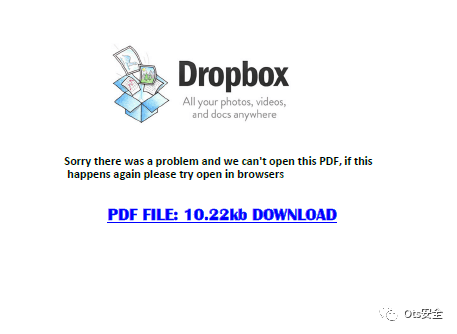 Dropbox
All your photos, videos,
and docs anywhere
Sorry there was a problem and we can't open this PDF, if this
happens again please try open in browsers
PDF FILE: 10.22kb DOWNLOAD
Ots安全